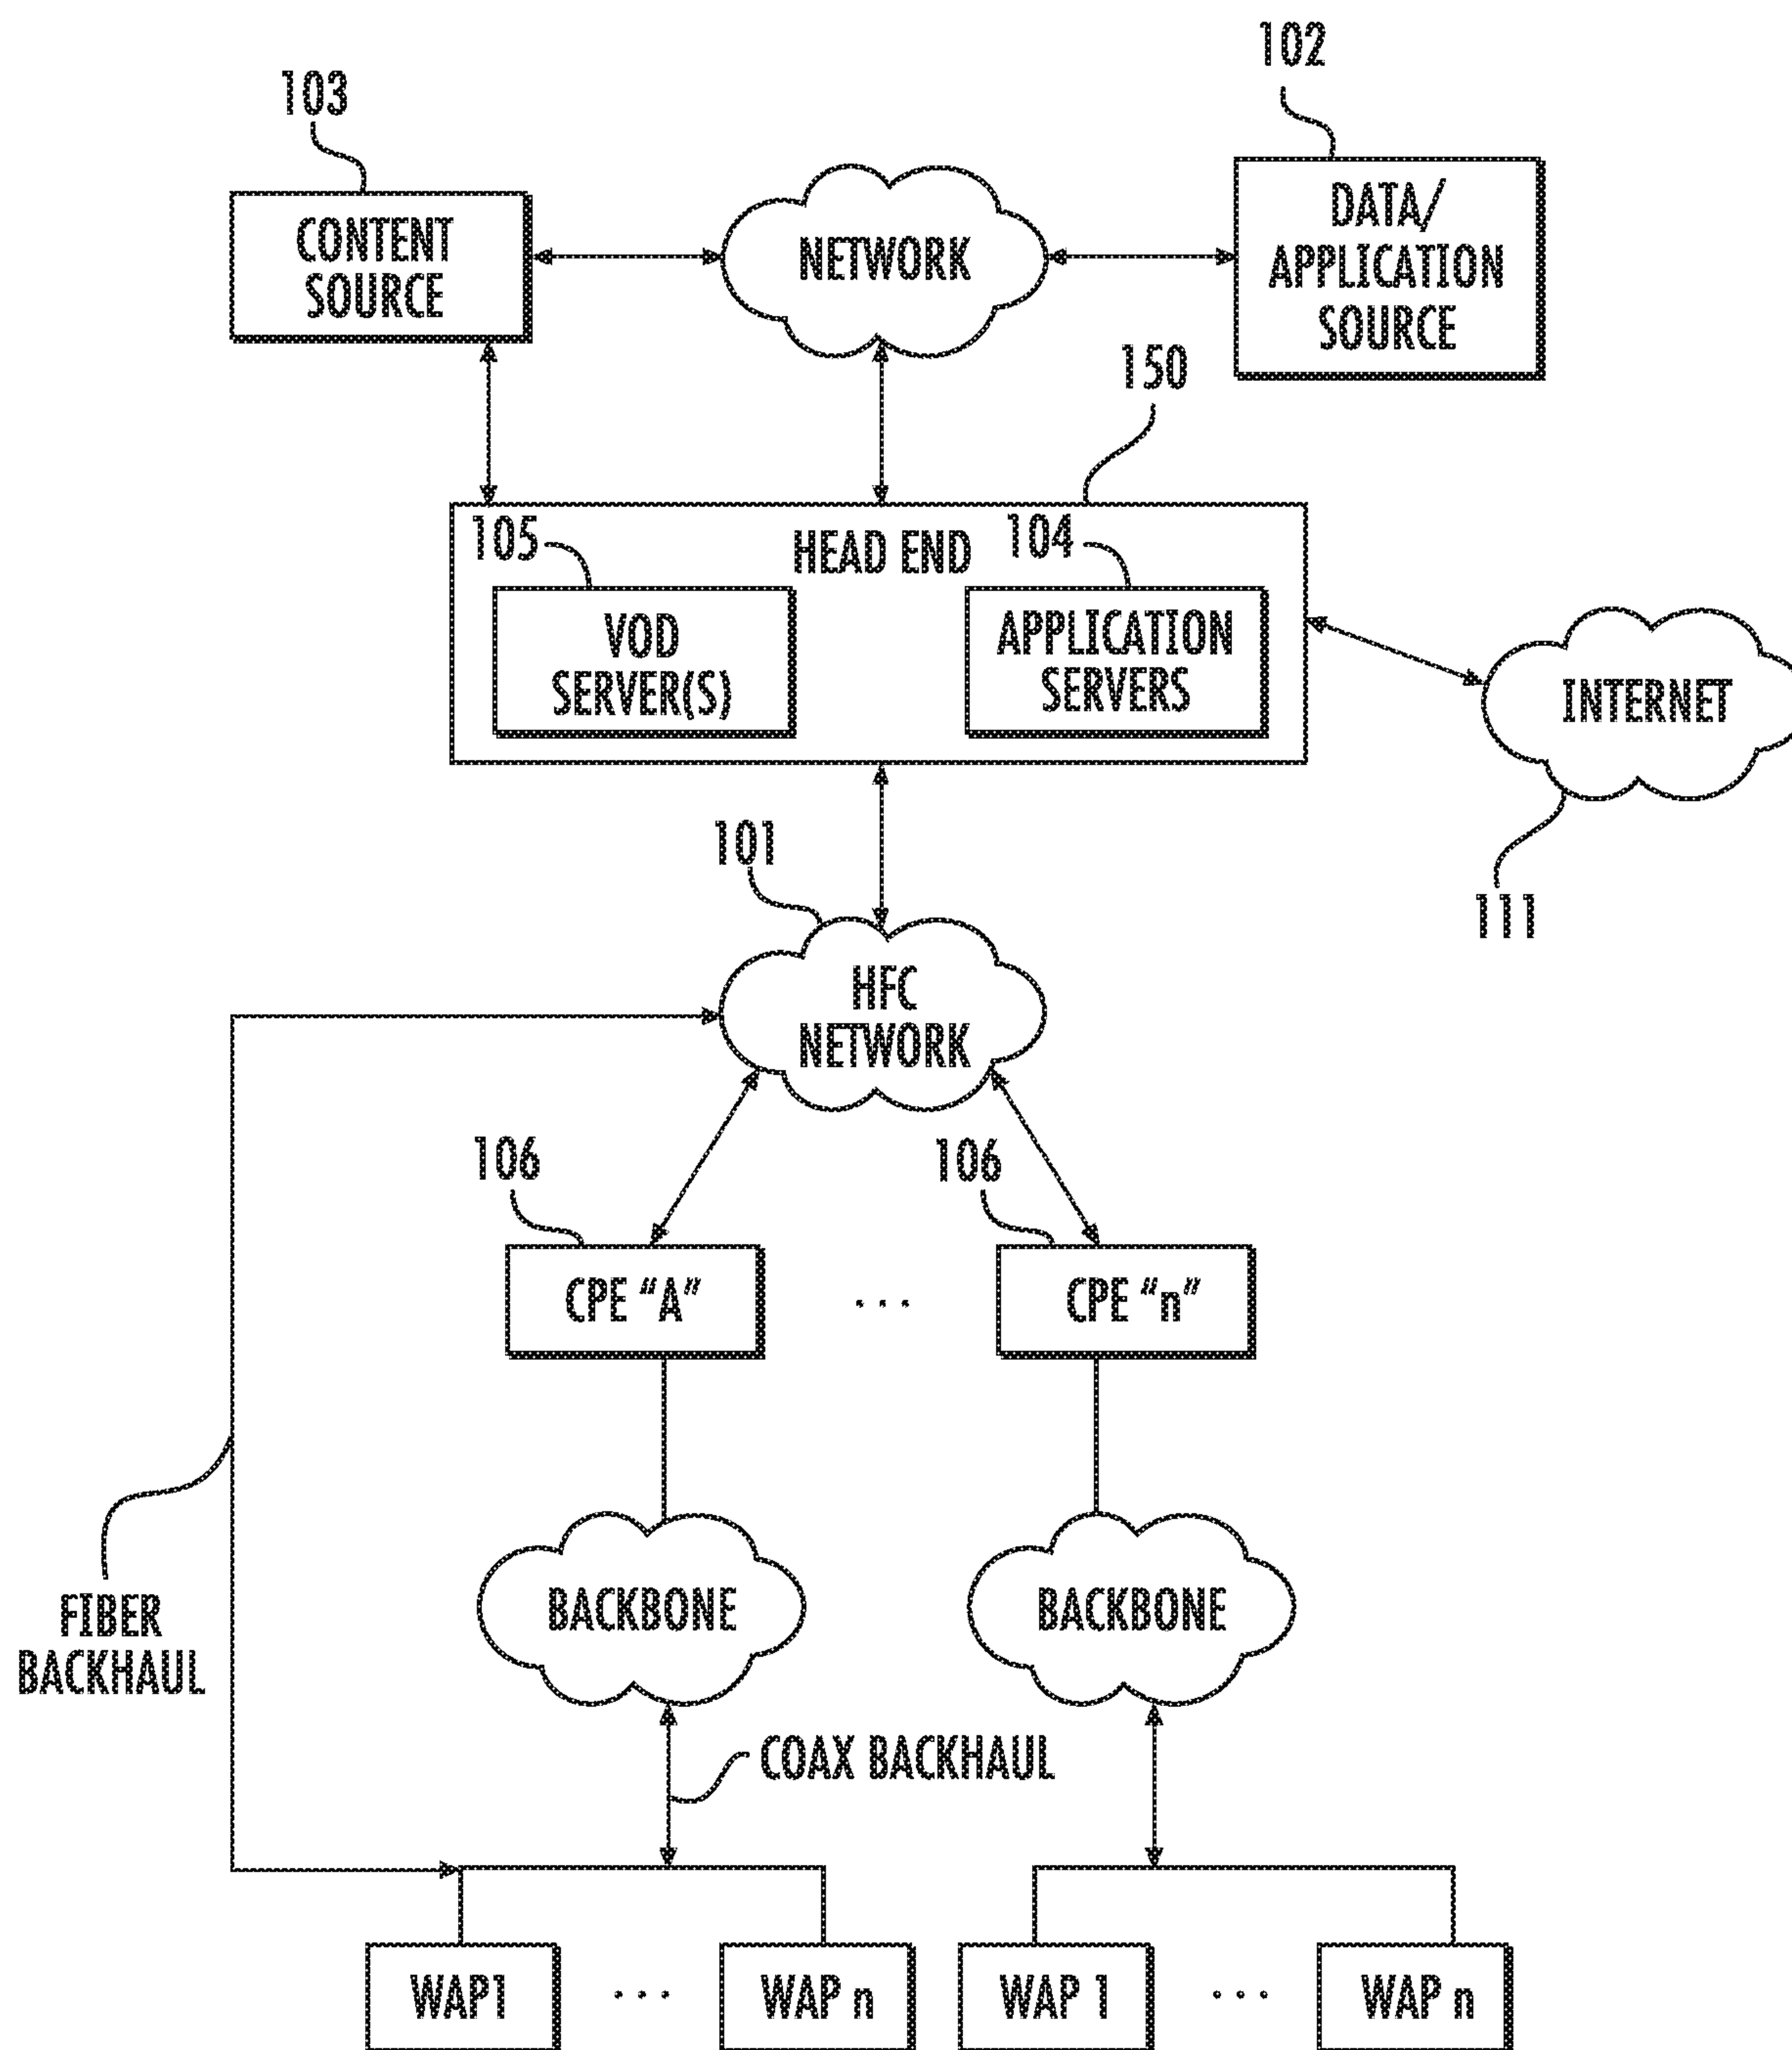 102
103
DATA/
APPLICATION
SOURCE
CONTENT
SOURCE
NETWORK
150
105
HEAD END
104
VOD
SERVER(S)
APPLICATION
SERVERS
INTERNET
101
111
HFC
NETWORK
106
106
CPE "A"
...
CPE "n"
BACKBONE
BACKBONE
FIBER
BACKHAUL
COAX BACKHAUL
WAP1
...
WAP n
WAP 1
...
WAP n